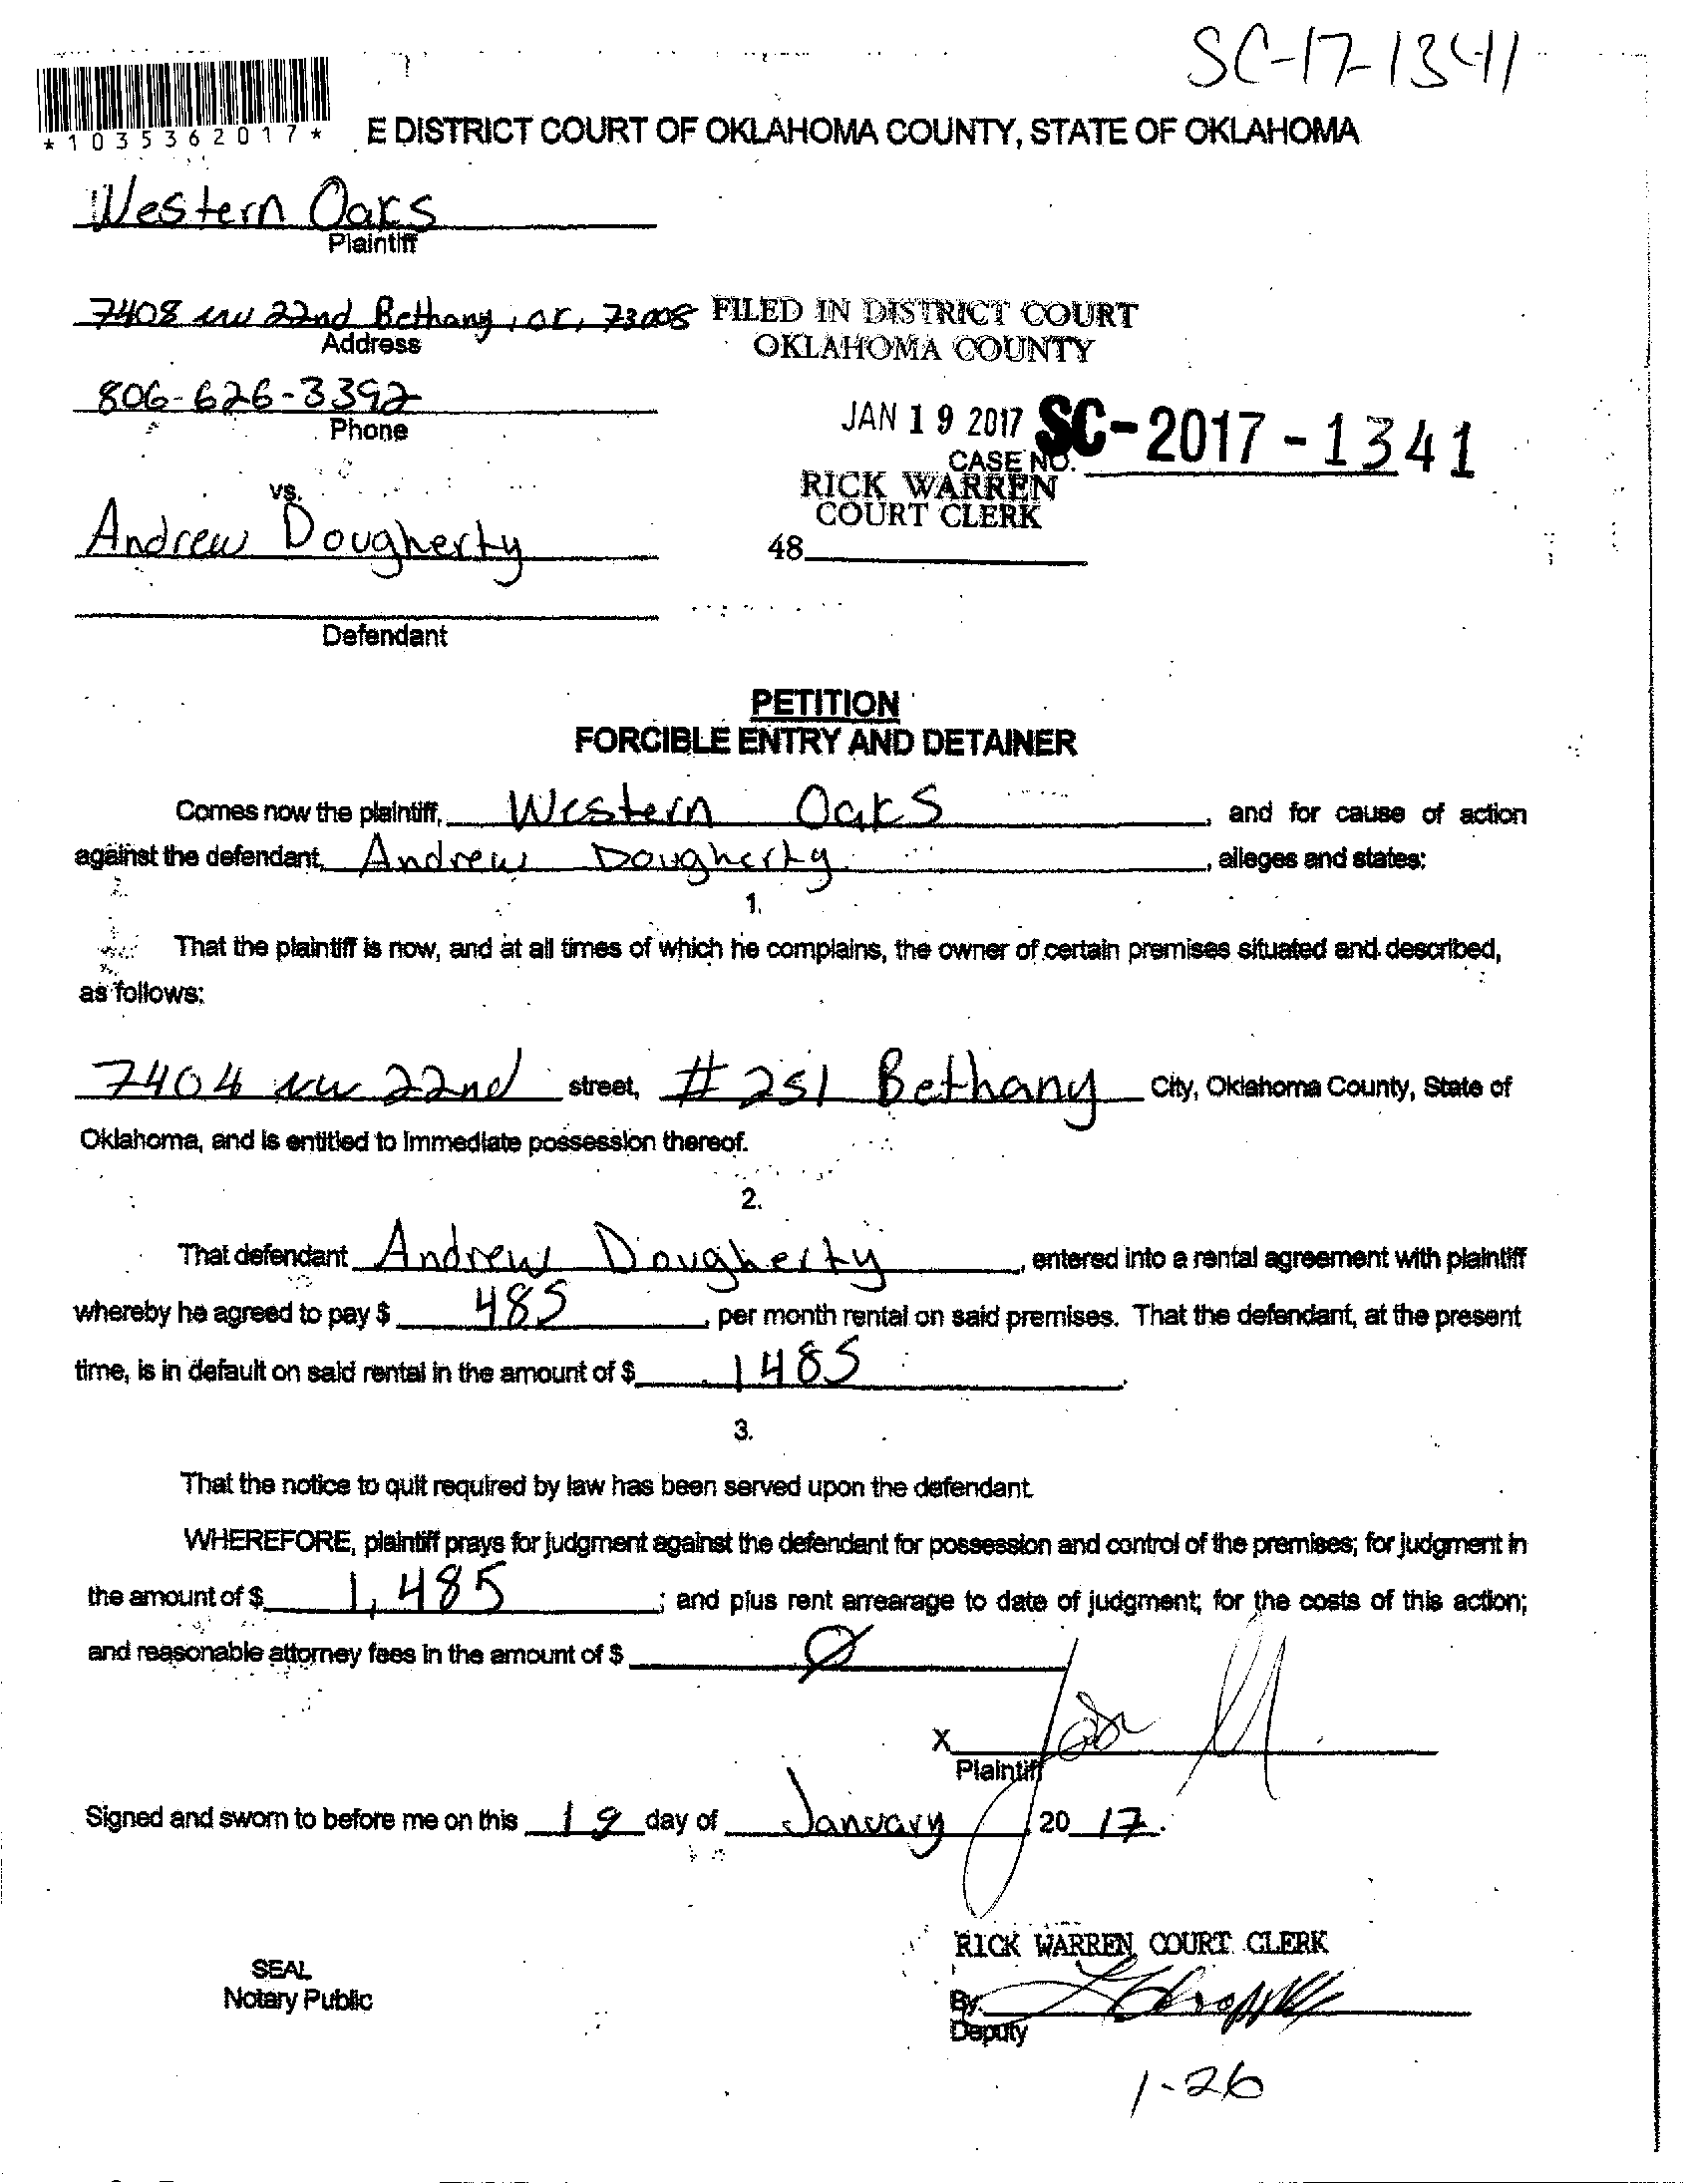 SC-17-1341
*1035362017*
E DISTRICT COURT OF OKLAHOMA COUNTY, STATE OF OKLAHOMA
Western Oaks
Plaintiff
7408 NW 22nd Bethany, OK, 73008
Address
FILED IN DISTRICT COURT
OKLAHOMA COUNTY
806-626-3392
Phone
JAN 19 2017
CASE NO. SC-2017-1341
RICK WARREN
COURT CLERK
48
vs.
Andrew Dougherty
Defendant
PETITION
FORCIBLE ENTRY AND DETAINER
Comes now the plaintiff, Western Oaks, and for cause of action
against the defendant, Andrew Dougherty, alleges and states:
1.
That the plaintiff is now, and at all times of which he complains, the owner of certain premises situated and described,
as follows:
7404 NW 22nd street, #251 Bethany City, Oklahoma County, State of
Oklahoma, and is entitled to immediate possession thereof.
2.
That defendant Andrew Dougherty, entered into a rental agreement with plaintiff
whereby he agreed to pay $ 485, per month rental on said premises. That the defendant, at the present
time, is in default on said rental in the amount of $ 1485.
3.
That the notice to quit required by law has been served upon the defendant.
WHEREFORE, plaintiff prays for judgment against the defendant for possession and control of the premises; for judgment in
the amount of $ 1,485; and plus rent arrearage to date of judgment; for the costs of this action;
and reasonable attorney fees in the amount of $ Ø
X
Plaintiff
Signed and sworn to before me on this 19 day of January, 20 17.
RICK WARREN, COURT CLERK
SEAL
Notary Public
By:
Deputy
1-26